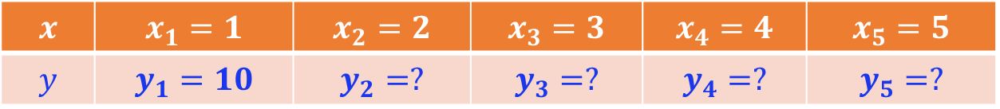 x x₁ = 1 x₂ = 2 x₃ = 3 x₄ = 4 x₅ = 5
y y₁ = 10 y₂ =? y₃ =? y₄ =? y₅ =?